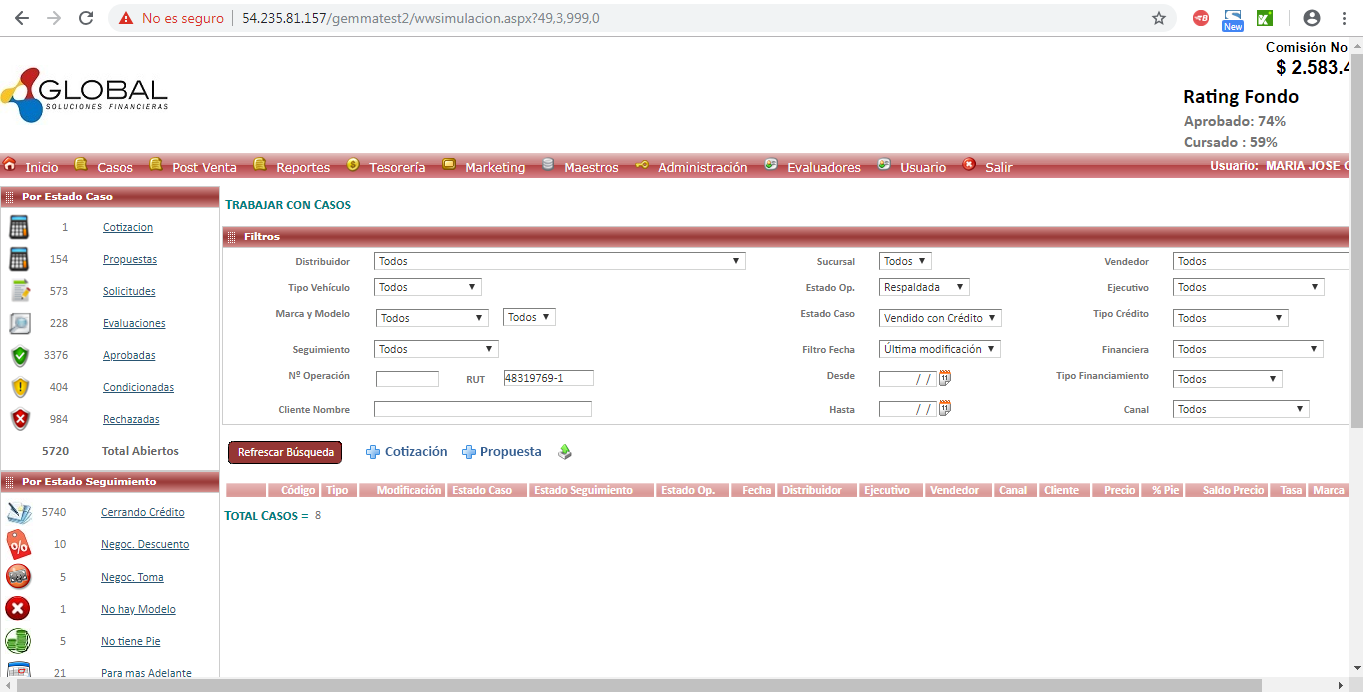 No es seguro 54.235.81.157/gemmatest2/wwsimulacion.aspx?49,3,999,0
New
Comisión No
$ 2.583.4
GLOBAL
SOLUCIONES FINANCIERAS
Rating Fondo
Aprobado: 74%
Cursado : 59%
Inicio Casos Post Venta Reportes Tesorería Marketing Maestros Administración Evaluadores Usuario Salir Usuario: MARIA JOSE
Por Estado Caso
1 Cotizacion
154 Propuestas
573 Solicitudes
228 Evaluaciones
3376 Aprobadas
404 Condicionadas
984 Rechazadas
5720 Total Abiertos
Por Estado Seguimiento
5740 Cerrando Crédito
10 Negoc. Descuento
5 Negoc. Toma
1 No hay Modelo
5 No tiene Pie
21 Para mas Adelante
TRABAJAR CON CASOS
Filtros
Distribuidor Todos Sucursal Todos Vendedor Todos
Tipo Vehículo Todos Estado Op. Respaldada Ejecutivo Todos
Marca y Modelo Todos Todos Estado Caso Vendido con Crédito Tipo Crédito Todos
Seguimiento Todos Filtro Fecha Última modificación Financiera Todos
Nº Operación RUT 48319769-1 Desde / / Tipo Financiamiento Todos
Cliente Nombre Hasta / / Canal Todos
Refrescar Búsqueda Cotización Propuesta
Código Tipo Modificación Estado Caso Estado Seguimiento Estado Op. Fecha Distribuidor Ejecutivo Vendedor Canal Cliente Precio % Pie Saldo Precio Tasa Marca
TOTAL CASOS = 8